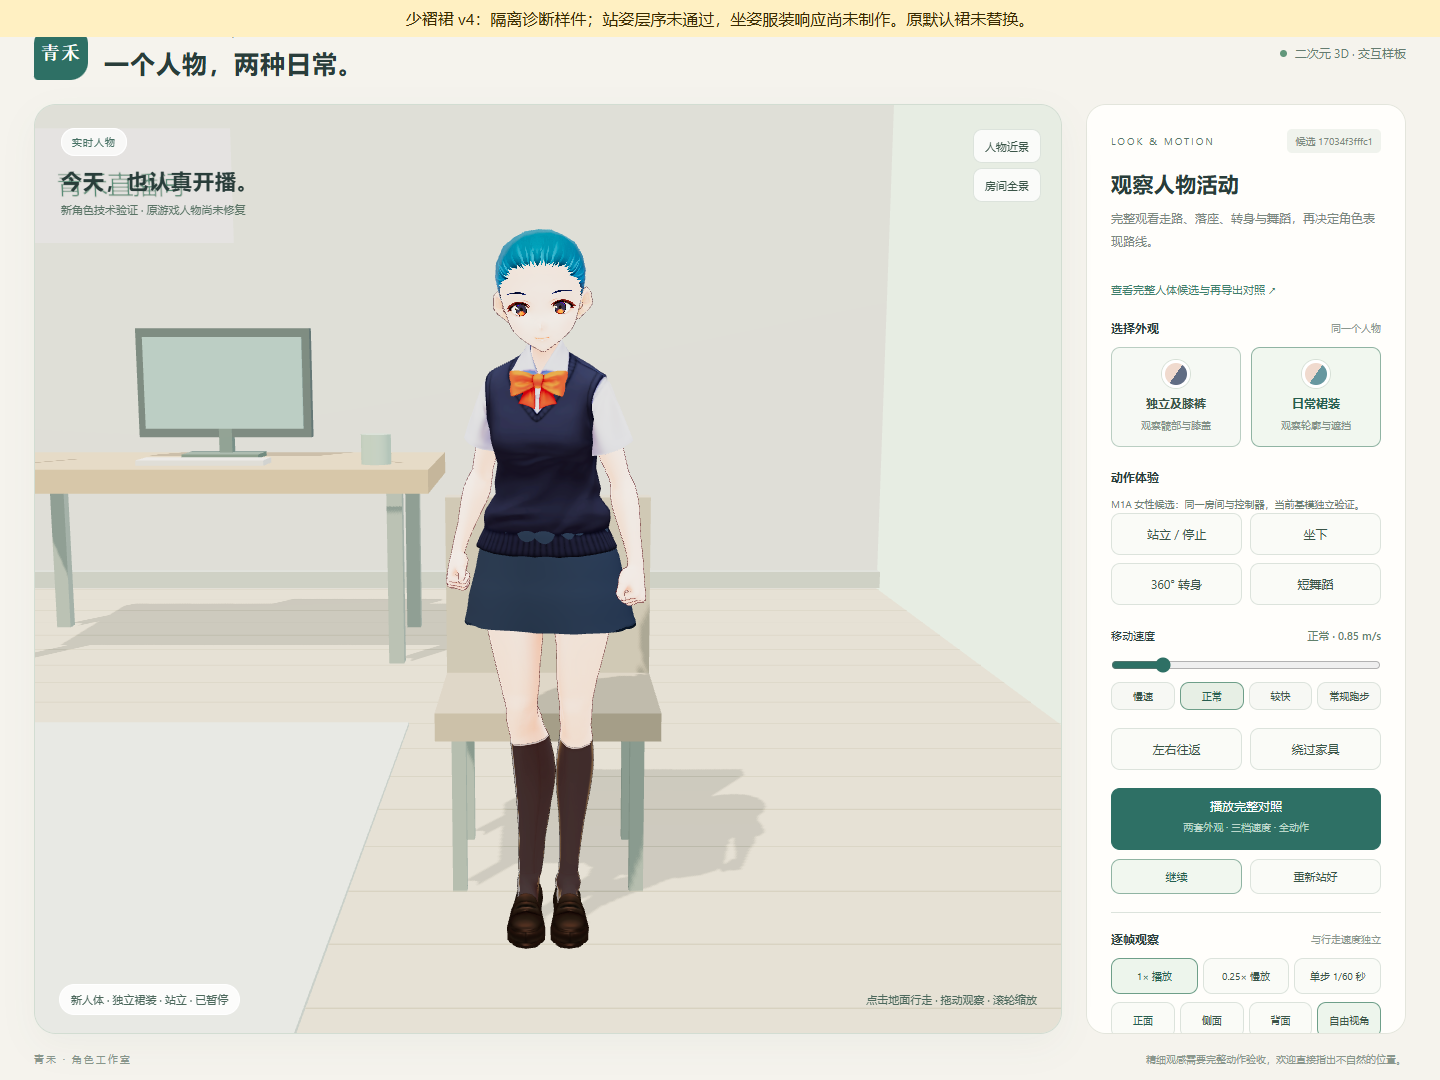 少褶裙 v4：隔离诊断样件；站姿层序未通过，坐姿服装响应尚未制作。原默认裙未替换。
青禾
一个人物，两种日常。
二次元 3D · 交互样板
实时人物
今天，也认真开播。
新角色技术验证 · 原游戏人物尚未修复
人物近景
房间全景
新人体 · 独立裙装 · 站立 · 已暂停
点击地面行走 · 拖动观察 · 滚轮缩放
LOOK & MOTION
候选 17034f3fffc1
观察人物活动
完整观看走路、落座、转身与舞蹈，再决定角色表
现路线。
查看完整人体候选与再导出对照 ↗
选择外观
同一个人物
独立及膝裤
观察髋部与膝盖
日常裙装
观察轮廓与遮挡
动作体验
M1A 女性候选：同一房间与控制器，当前基模独立验证。
站立 / 停止
坐下
360° 转身
短舞蹈
移动速度
正常 · 0.85 m/s
慢速
正常
较快
常规跑步
左右往返
绕过家具
播放完整对照
两套外观 · 三档速度 · 全动作
继续
重新站好
逐帧观察
与行走速度独立
1× 播放
0.25× 慢放
单步 1/60 秒
正面
侧面
背面
自由视角
青禾 · 角色工作室
精细观感需要完整动作验收，欢迎直接指出不自然的位置。